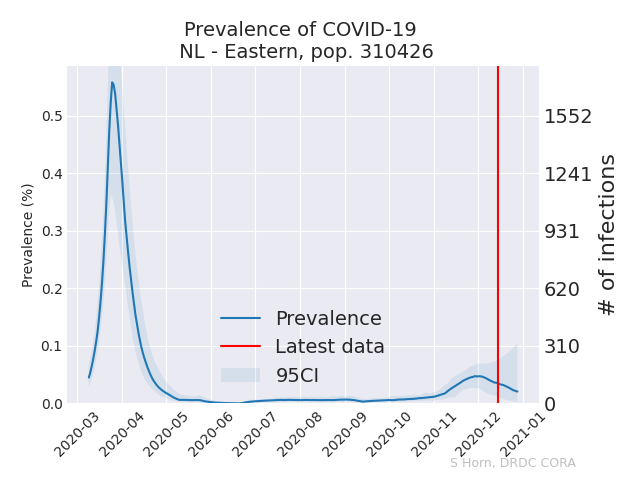 Prevalence of COVID-19
NL - Eastern, pop. 310426
Prevalence (%)
0.5
0.4
0.3
0.2
0.1
0.0
1552
1241
931
620
310
0
# of infections
Prevalence
Latest data
95CI
2020-03
2020-04
2020-05
2020-06
2020-07
2020-08
2020-09
2020-10
2020-11
2020-12
2021-01
S Horn, DRDC CORA